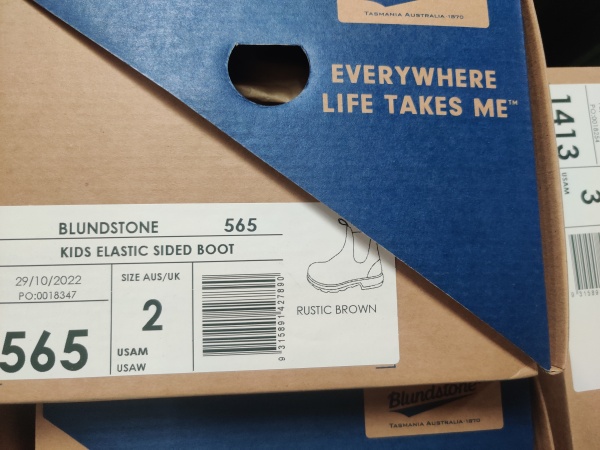 TASMANIA AUSTRALIA 1870
EVERYWHERE
LIFE TAKES ME™
BLUNDSTONE 565
KIDS ELASTIC SIDED BOOT
29/10/2022
PO:0018347
565
SIZE AUS/UK
2
USAM
USAW
9 315891 427890
RUSTIC BROWN
1413
USAM
3
Blundstone
TASMANIA AUSTRALIA 1870